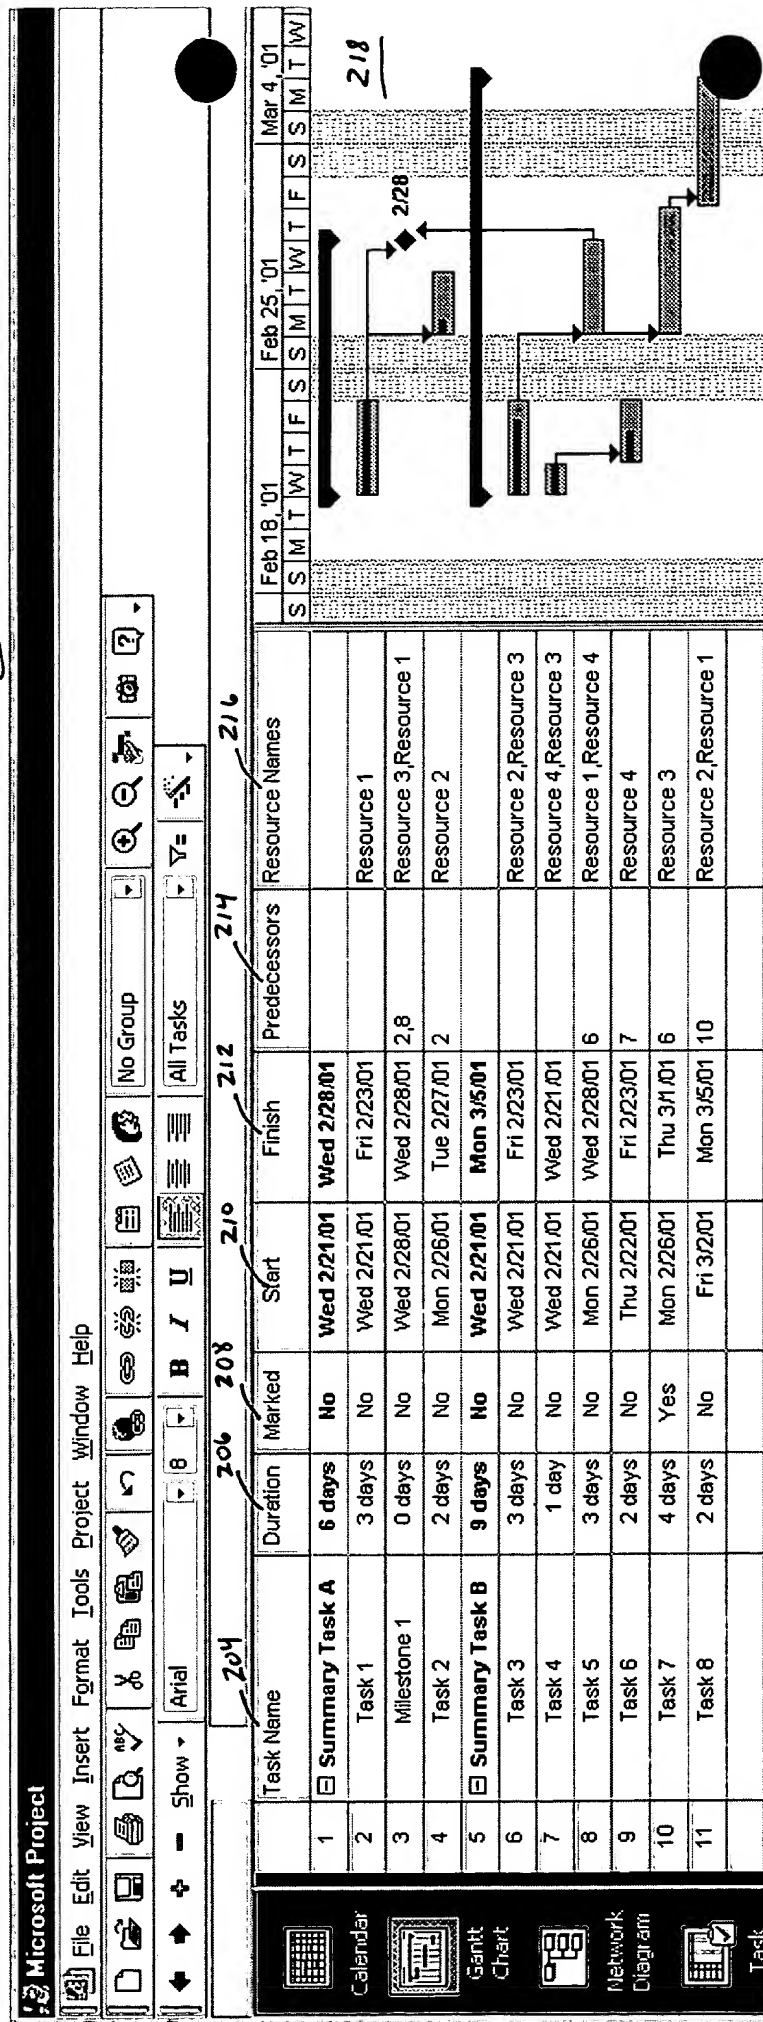 Microsoft Project
File Edit View Insert Format Tools Project Window Help
No Group
Show Arial 8 B I U All Tasks
204 206 208 210 212 214 216
Task Name Duration Marked Start Finish Predecessors Resource Names Feb 18, '01 Feb 25, '01 Mar 4, '01
S S M T W T F S S M T W T F S S M T W
1 Summary Task A 6 days No Wed 2/21/01 Wed 2/28/01
2 Task 1 3 days No Wed 2/21/01 Fri 2/23/01 Resource 1
3 Milestone 1 0 days No Wed 2/28/01 Wed 2/28/01 2,8 Resource 3,Resource 1 2/28
4 Task 2 2 days No Mon 2/26/01 Tue 2/27/01 2 Resource 2
5 Summary Task B 9 days No Wed 2/21/01 Mon 3/5/01
6 Task 3 3 days No Wed 2/21/01 Fri 2/23/01 Resource 2,Resource 3
7 Task 4 1 day No Wed 2/21/01 Wed 2/21/01 Resource 4,Resource 3
8 Task 5 3 days No Mon 2/26/01 Wed 2/28/01 6 Resource 1,Resource 4
9 Task 6 2 days No Thu 2/22/01 Fri 2/23/01 7 Resource 4
10 Task 7 4 days Yes Mon 2/26/01 Thu 3/1/01 6 Resource 3
11 Task 8 2 days No Fri 3/2/01 Mon 3/5/01 10 Resource 2,Resource 1
218
Calendar
Gantt
Chart
Network
Diagram
Task